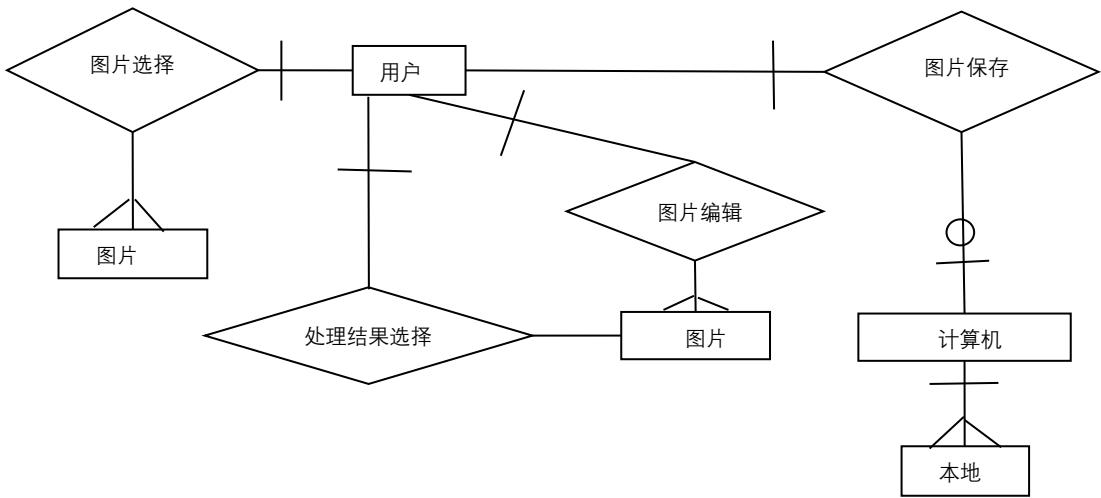 图片选择
用户
图片保存
图片编辑
图片
处理结果选择
图片
计算机
本地